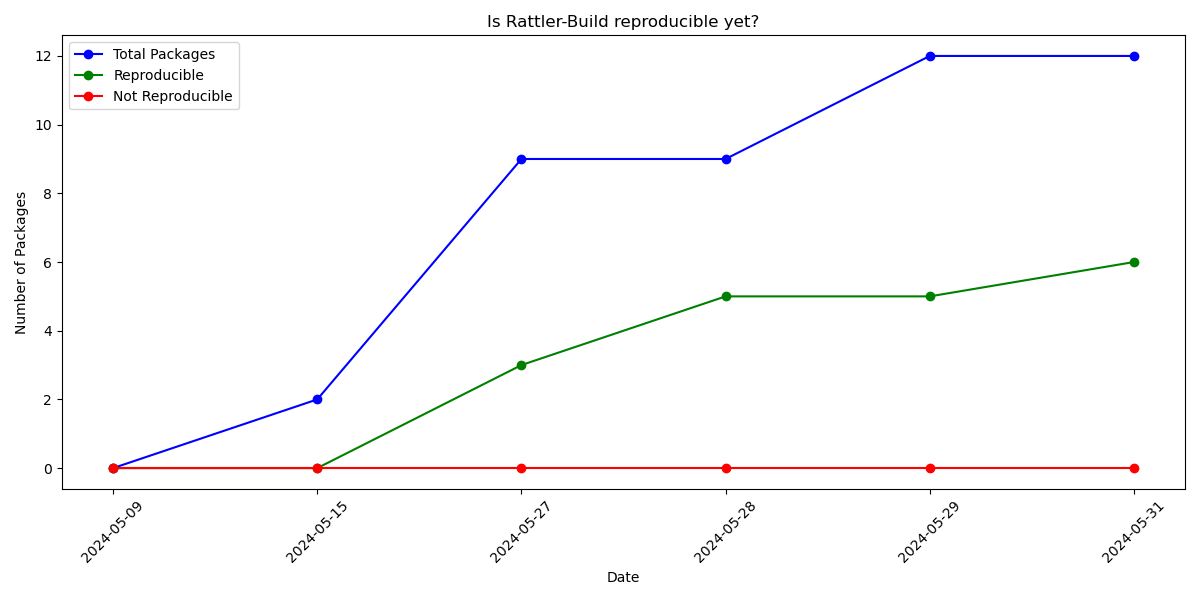 Is Rattler-Build reproducible yet?
Total Packages
Reproducible
Not Reproducible
Number of Packages
12
10
8
6
4
2
0
2024-05-09
2024-05-15
2024-05-27
2024-05-28
2024-05-29
2024-05-31
Date